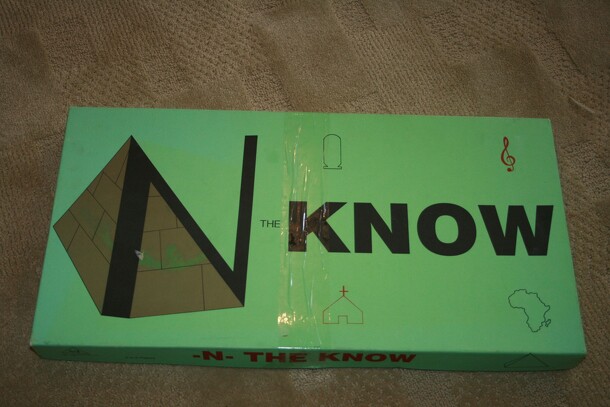 N THE KNOW
-N- THE KNOW